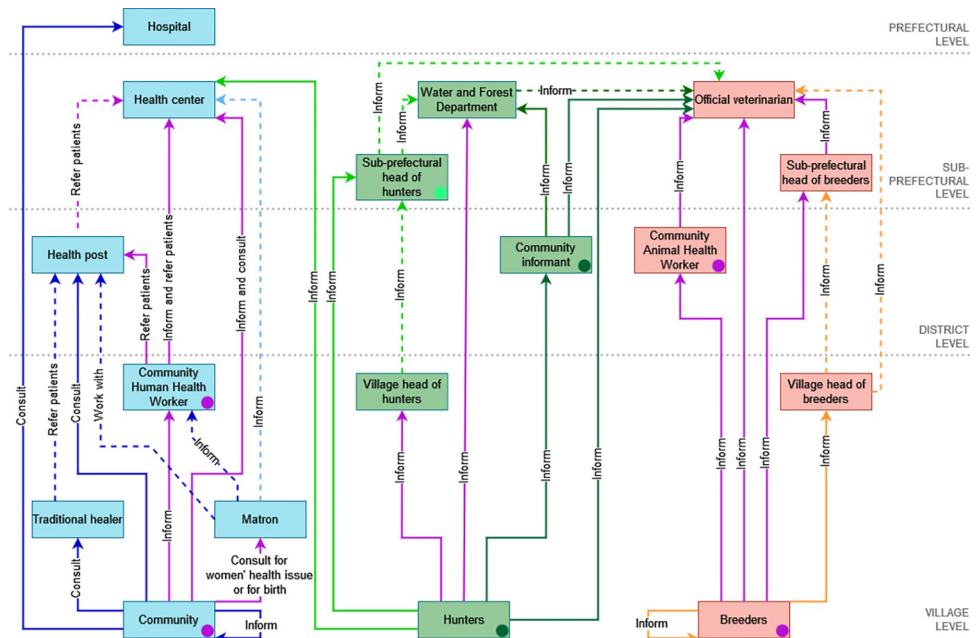 Hospital
PREFECTURAL
LEVEL
Health center
Water and Forest
Department
Inform
Official veterinarian
Inform
Inform
Inform
Inform
Refer patients
Sub-prefectural
head of
hunters
Sub-prefectural
head of breeders
SUB-
PREFECTURAL
LEVEL
Inform
Inform
Inform
Health post
Community
informant
Community
Animal Health
Worker
Inform and refer patients
Inform and consult
Inform
Inform
Inform
Inform
Inform
Refer patients
DISTRICT
LEVEL
Community
Human Health
Worker
Village head of
hunters
Village head of
breeders
Consult
Refer patients
Consult
Work with
Inform
Inform
Inform
Inform
Inform
Inform
Inform
Inform
Inform
Inform
Traditional healer
Matron
Inform
Consult
Consult for
women' health issue
or for birth
Community
Inform
Hunters
Inform
Breeders
VILLAGE
LEVEL